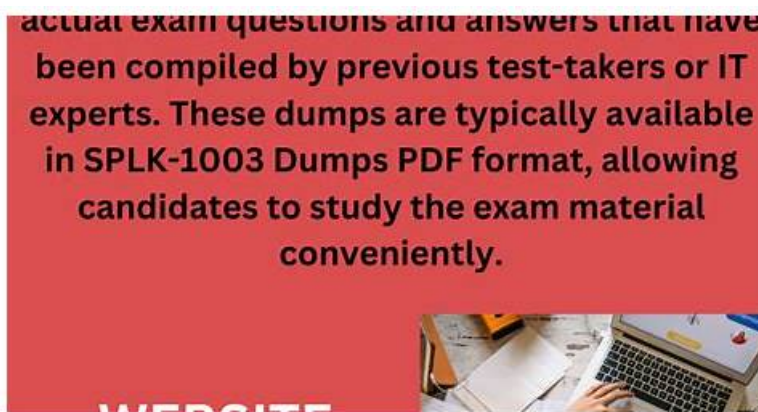 actual exam questions and answers that have
been compiled by previous test-takers or IT
experts. These dumps are typically available
in SPLK-1003 Dumps PDF format, allowing
candidates to study the exam material
conveniently.
WEBSITE